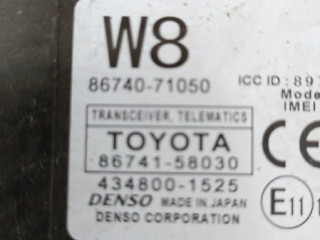 W8
86740-71050 ICC ID: 897
Mode
IMEI
TRANSCEIVER, TELEMATICS
TOYOTA
86741-58030
CE
434800-1525
DENSO MADE IN JAPAN
DENSO CORPORATION
E11